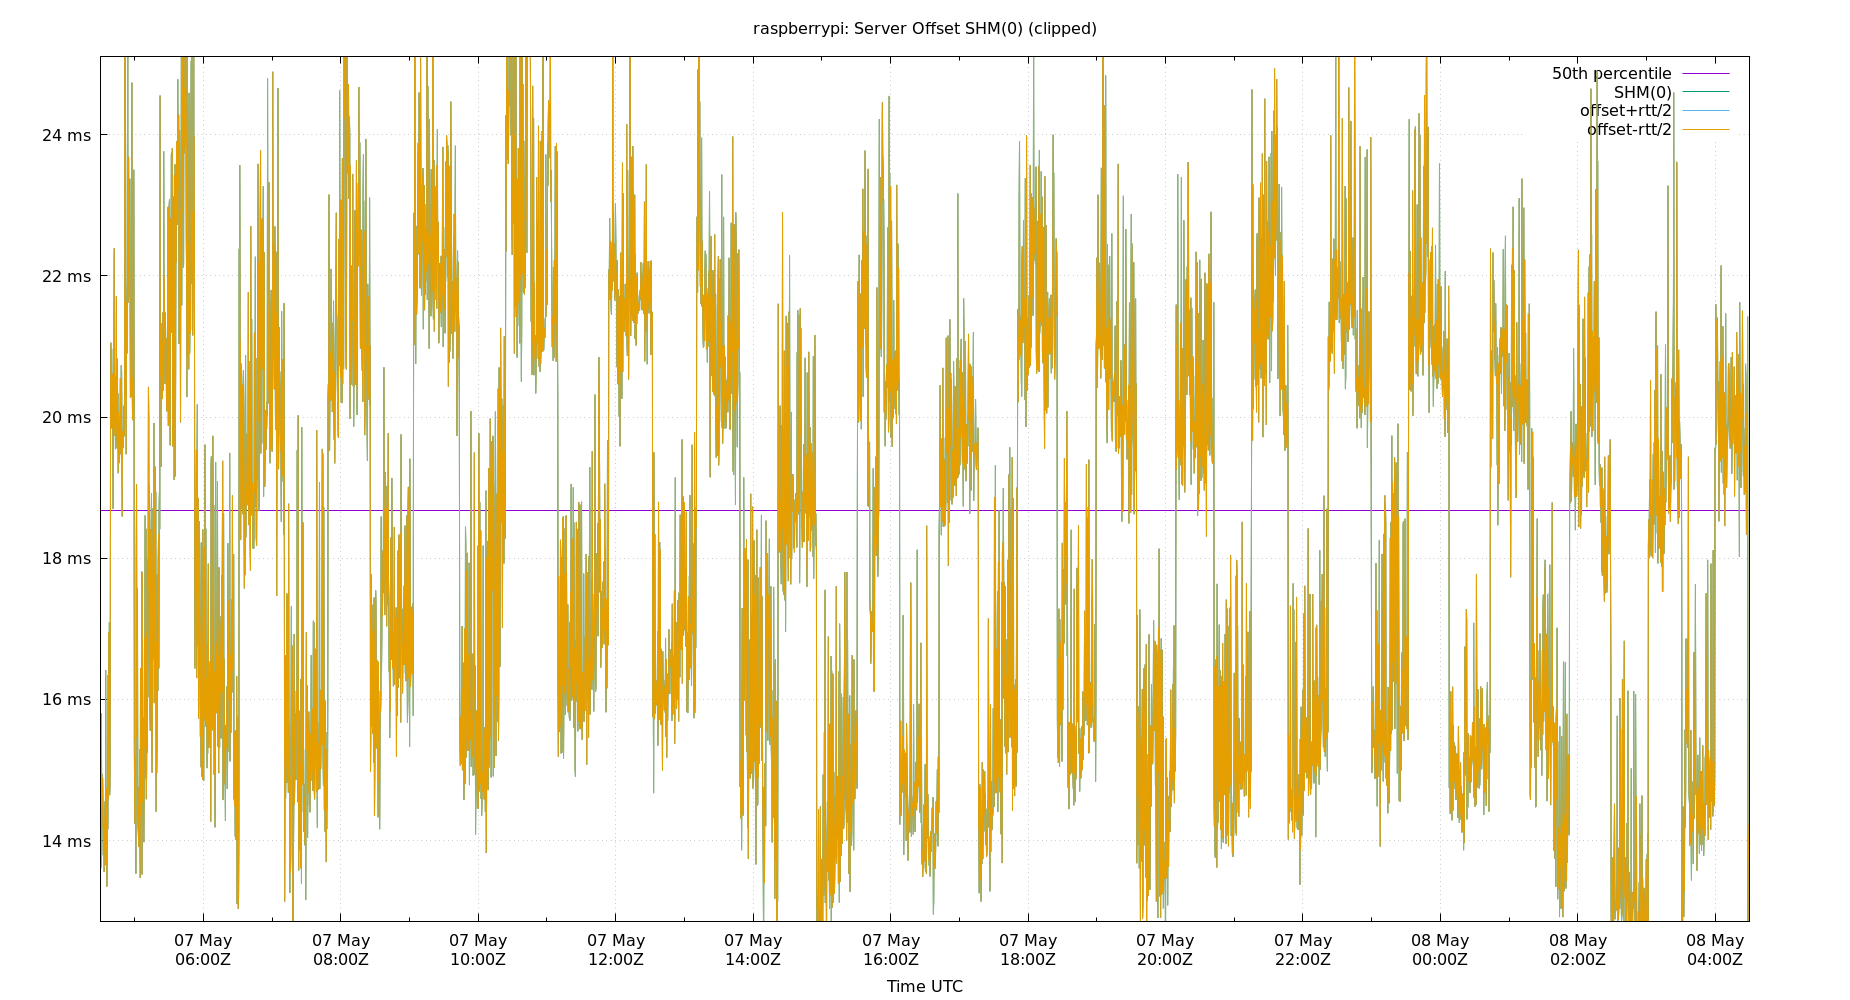 raspberrypi: Server Offset SHM(0) (clipped)
50th percentile
SHM(0)
offset+rtt/2
offset-rtt/2
24 ms
22 ms
20 ms
18 ms
16 ms
14 ms
07 May 07 May 07 May 07 May 07 May 07 May 07 May 07 May 07 May 08 May 08 May 08 May
06:00Z 08:00Z 10:00Z 12:00Z 14:00Z 16:00Z 18:00Z 20:00Z 22:00Z 00:00Z 02:00Z 04:00Z
Time UTC